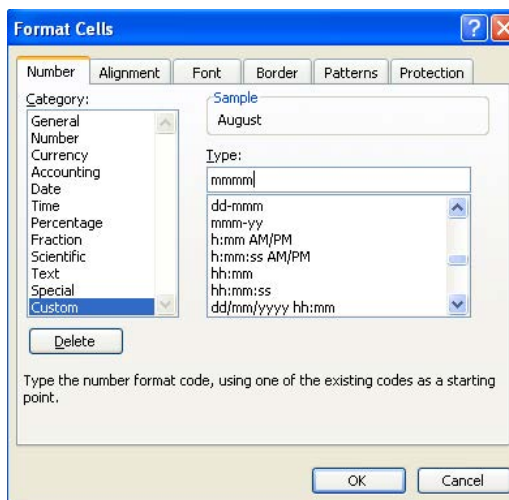 Format Cells
Number Alignment Font Border Patterns Protection
Category:
General
Number
Currency
Accounting
Date
Time
Percentage
Fraction
Scientific
Text
Special
Custom
Sample
August
Type:
mmmm
dd-mmm
mmm-yy
h:mm AM/PM
h:mm:ss AM/PM
hh:mm
hh:mm:ss
dd/mm/yyyy hh:mm
Delete
Type the number format code, using one of the existing codes as a starting
point.
OK Cancel